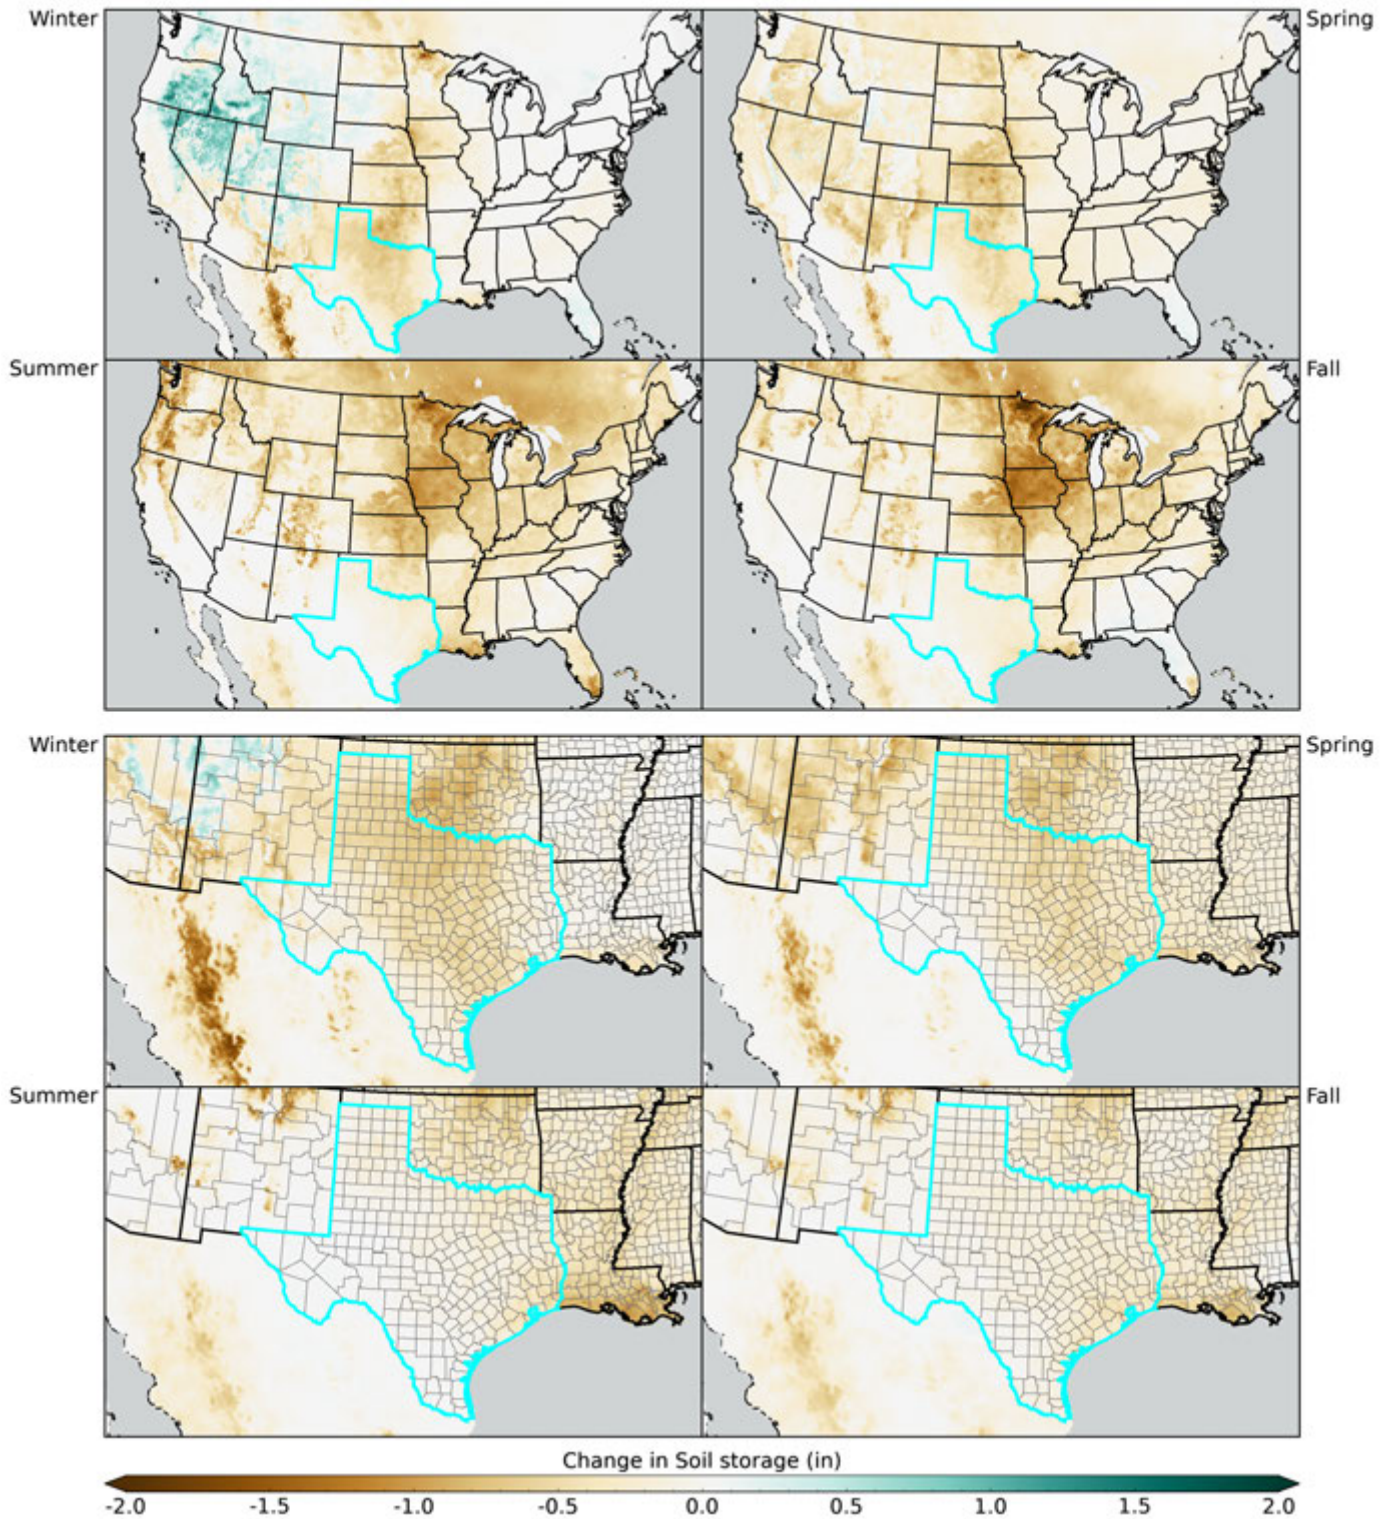 Winter
Spring
Summer
Fall
Winter
Spring
Summer
Fall
Change in Soil storage (in)
-2.0 -1.5 -1.0 -0.5 0.0 0.5 1.0 1.5 2.0